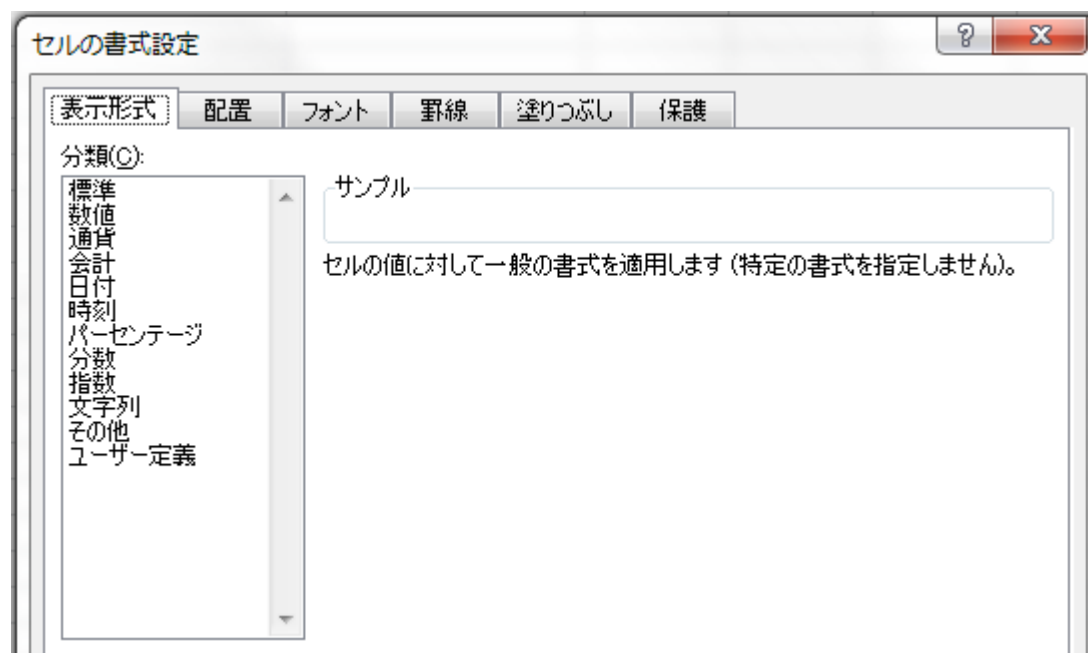 セルの書式設定
表示形式 配置 フォント 罫線 塗りつぶし 保護
分類(C):
標準
数値
通貨
会計
日付
時刻
パーセンテージ
分数
指数
文字列
その他
ユーザー定義
サンプル
セルの値に対して一般の書式を適用します (特定の書式を指定しません)。